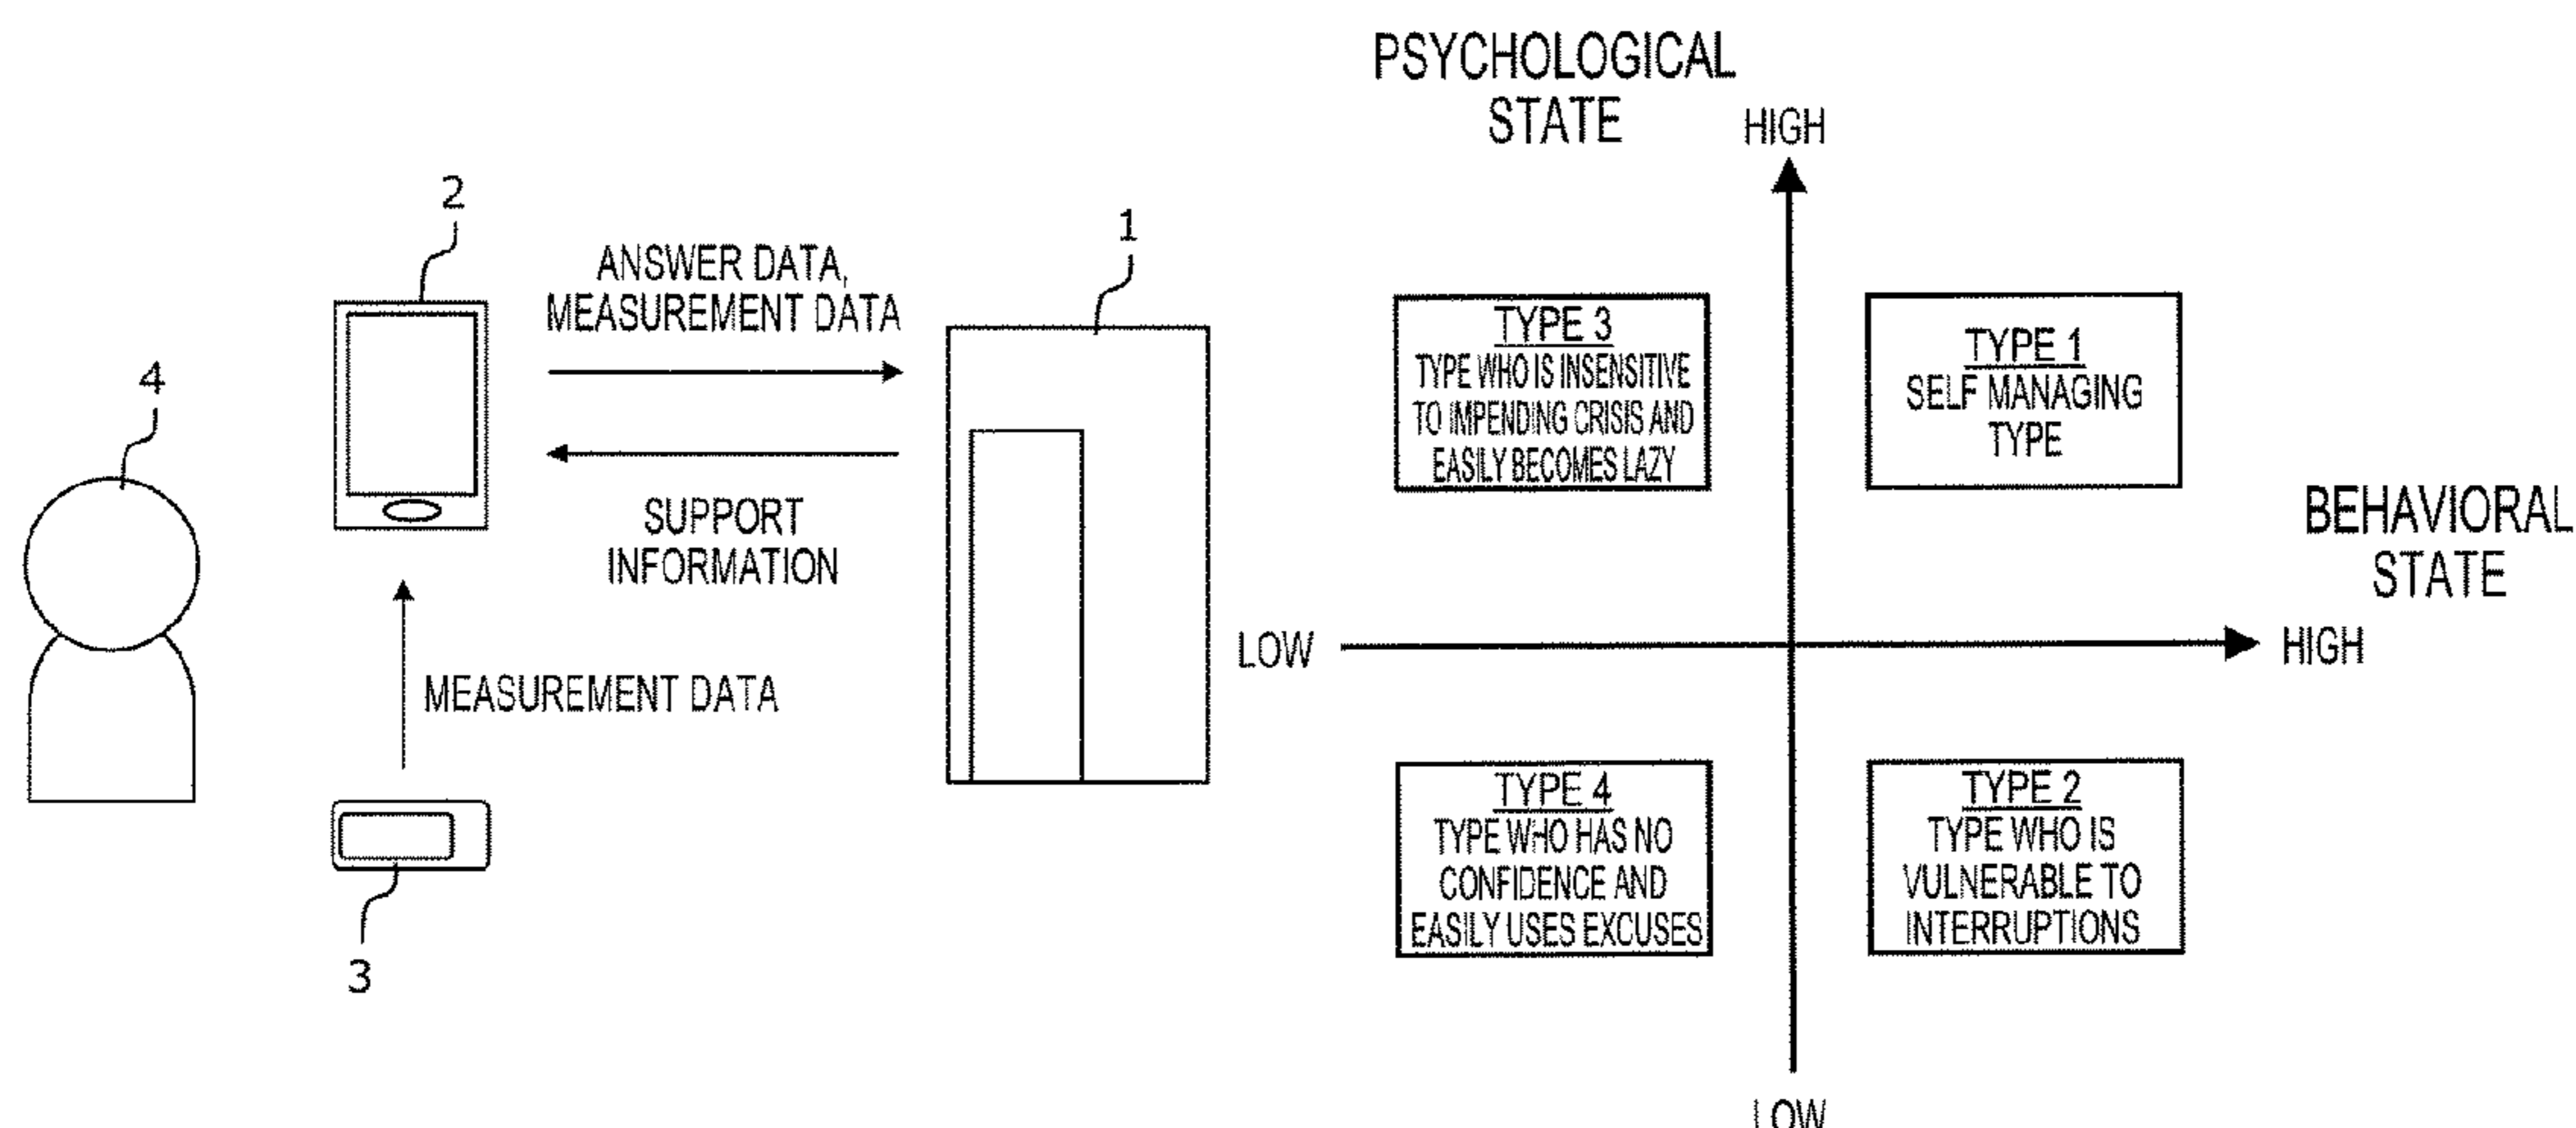 2
ANSWER DATA,
MEASUREMENT DATA
1
4
SUPPORT
INFORMATION
MEASUREMENT DATA
3
PSYCHOLOGICAL
STATE
HIGH
TYPE 3
TYPE WHO IS INSENSITIVE
TO IMPENDING CRISIS AND
EASILY BECOMES LAZY
TYPE 1
SELF MANAGING
TYPE
BEHAVIORAL
STATE
LOW
HIGH
TYPE 4
TYPE WHO HAS NO
CONFIDENCE AND
EASILY USES EXCUSES
TYPE 2
TYPE WHO IS
VULNERABLE TO
INTERRUPTIONS
LOW